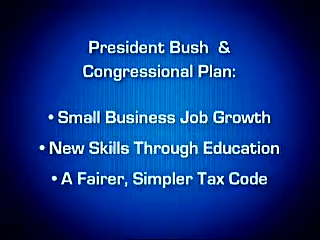 President Bush &
Congressional Plan:
• Small Business Job Growth
• New Skills Through Education
• A Fairer, Simpler Tax Code